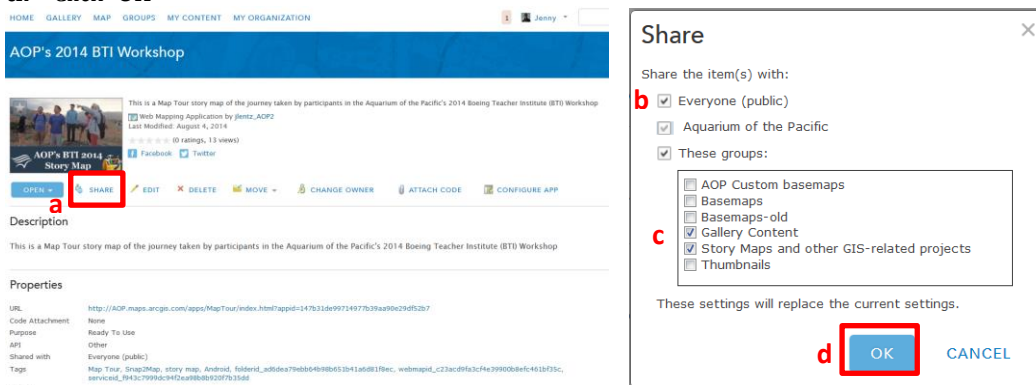 HOME GALLERY MAP GROUPS MY CONTENT MY ORGANIZATION
1 Jenny
AOP's 2014 BTI Workshop
This is a Map Tour story map of the journey taken by participants in the Aquarium of the Pacific's 2014 Boeing Teacher Institute (BTI) Workshop
Web Mapping Application by jlentz_AOP2
Last Modified: August 4, 2014
(0 ratings, 13 views)
Facebook Twitter
AOP's BTI 2014
Story Map
OPEN SHARE EDIT DELETE MOVE CHANGE OWNER ATTACH CODE CONFIGURE APP
a
Description
This is a Map Tour story map of the journey taken by participants in the Aquarium of the Pacific's 2014 Boeing Teacher Institute (BTI) Workshop
Properties
URL http://AOP.maps.arcgis.com/apps/MapTour/index.html?appid=147b31de99714977b39aa90e29df52b7
Code Attachment None
Purpose Ready To Use
API Other
Shared with Everyone (public)
Tags Map Tour, Snap2Map, story map, Android,
Share
Share the item(s) with:
b Everyone (public)
Aquarium of the Pacific
These groups:
AOP Custom basemaps
Basemaps
Basemaps-old
c Gallery Content
Story Maps and other GIS-related projects
Thumbnails
These settings will replace the current settings.
d OK CANCEL